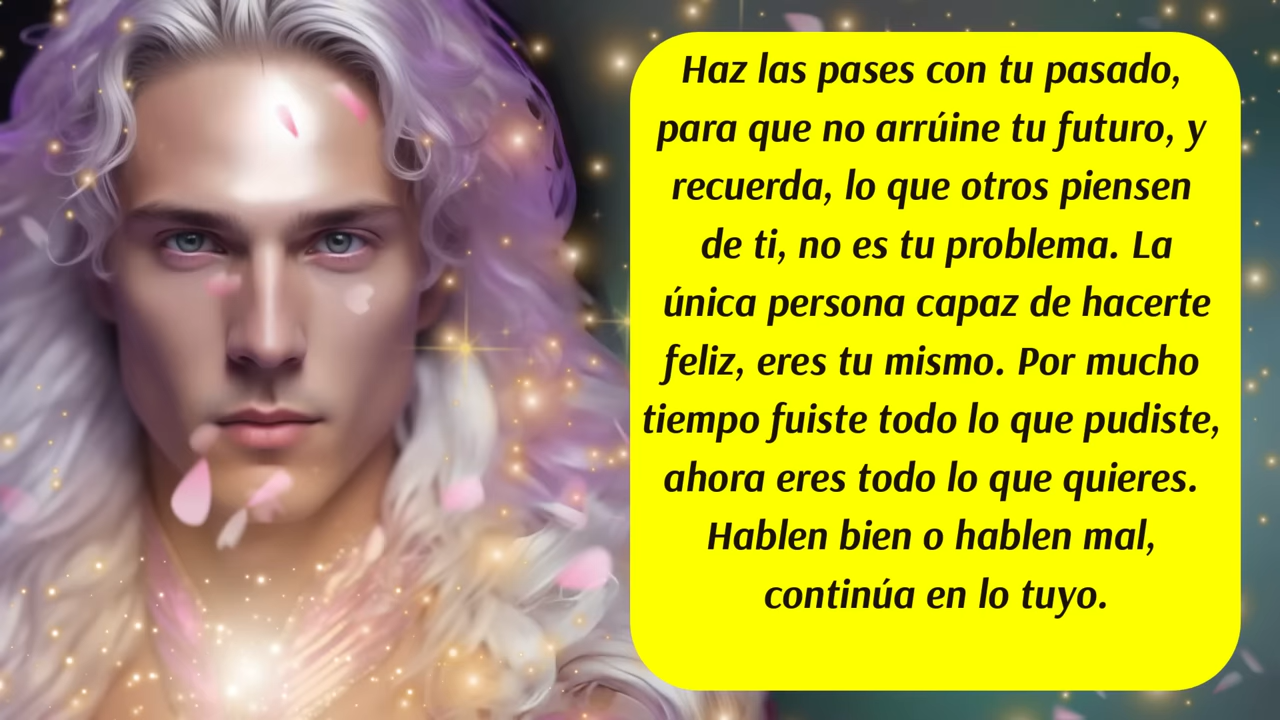 Haz las pases con tu pasado,
para que no arrúine tu futuro, y
recuerda, lo que otros piensen
de ti, no es tu problema. La
única persona capaz de hacerte
feliz, eres tu mismo. Por mucho
tiempo fuiste todo lo que pudiste,
ahora eres todo lo que quieres.
Hablen bien o hablen mal,
continúa en lo tuyo.